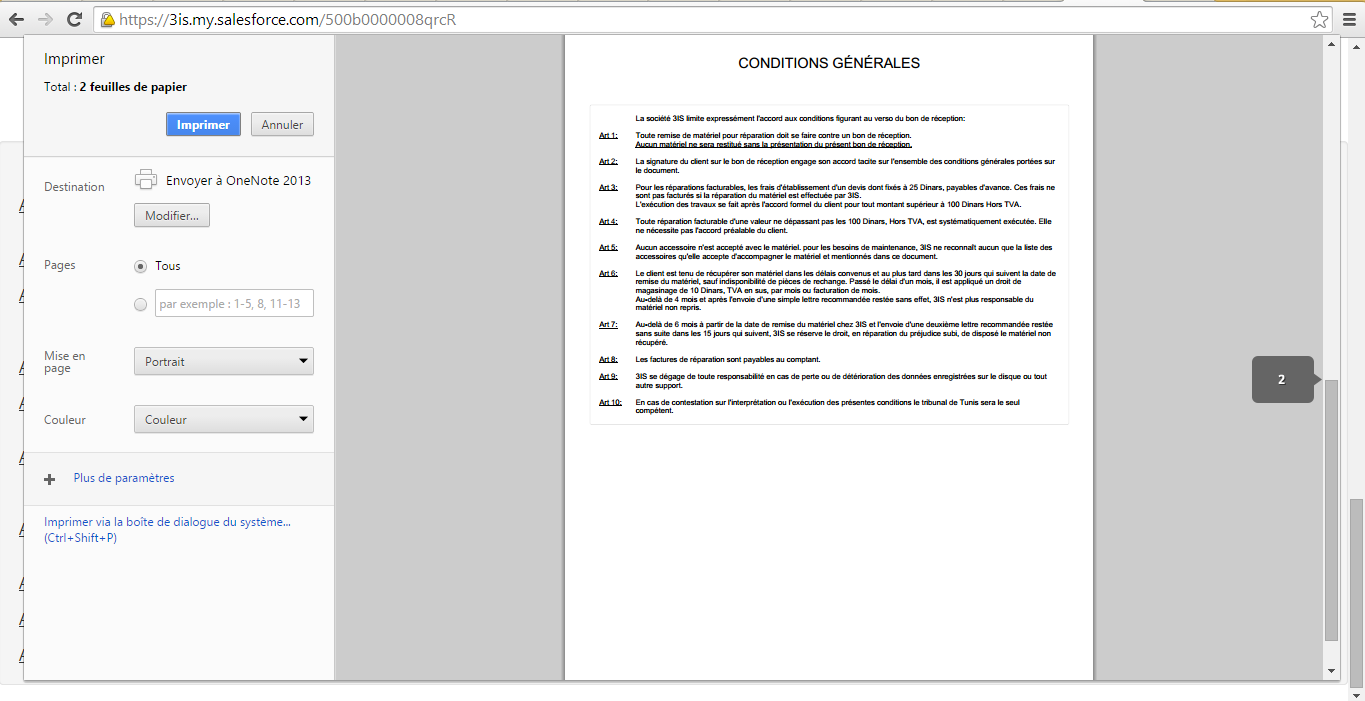 https://3is.my.salesforce.com/500b0000008qrcR
Imprimer
Total : 2 feuilles de papier
Imprimer
Annuler
Destination
Envoyer à OneNote 2013
Modifier...
Pages
Tous
par exemple : 1-5, 8, 11-13
Mise en
page
Portrait
Couleur
Couleur
Plus de paramètres
Imprimer via la boîte de dialogue du système...
(Ctrl+Shift+P)
CONDITIONS GÉNÉRALES
La société 3IS limite expressément l'accord aux conditions figurant au verso du bon de réception:
Art 1: Toute remise de matériel pour réparation doit se faire contre un bon de réception.
Aucun matériel ne sera restitué sans la présentation du présent bon de réception.
Art 2: La signature du client sur le bon de réception engage son accord tacite sur l'ensemble des conditions générales portées sur
le document.
Art 3: Pour les réparations facturables, les frais d'établissement d'un devis dont fixés à 25 Dinars, payables d'avance. Ces frais ne
sont pas facturés si la réparation du matériel est effectuée par 3IS.
L'exécution des travaux se fait après l'accord formel du client pour tout montant supérieur à 100 Dinars Hors TVA.
Art 4: Toute réparation facturable d'une valeur ne dépassant pas les 100 Dinars, Hors TVA, est systématiquement exécutée. Elle
ne nécessite pas l'accord préalable du client.
Art 5: Aucun accessoire n'est accepté avec le matériel. pour les besoins de maintenance, 3IS ne reconnaît aucun que la liste des
accessoires qu'elle accepte d'accompagner le matériel et mentionnés dans ce document.
Art 6: Le client est tenu de récupérer son matériel dans les délais convenus et au plus tard dans les 30 jours qui suivent la date de
remise du matériel, sauf indisponibilité de pièces de rechange. Passé le délai d'un mois, il est appliqué un droit de
magasinage de 10 Dinars, TVA en sus, par mois ou facturation de mois.
Au-delà de 4 mois et après l'envoie d'une simple lettre recommandée restée sans effet, 3IS n'est plus responsable du
matériel non repris.
Art 7: Au-delà de 6 mois à partir de la date de remise du matériel chez 3IS et l'envoie d'une deuxième lettre recommandée restée
sans suite dans les 15 jours qui suivent, 3IS se réserve le droit, en réparation du préjudice subi, de disposé le matériel non
récupéré.
Art 8: Les factures de réparation sont payables au comptant.
Art 9: 3IS se dégage de toute responsabilité en cas de perte ou de détérioration des données enregistrées sur le disque ou tout
autre support.
Art 10: En cas de contestation sur l'interprétation ou l'exécution des présentes conditions le tribunal de Tunis sera le seul
compétent.
2